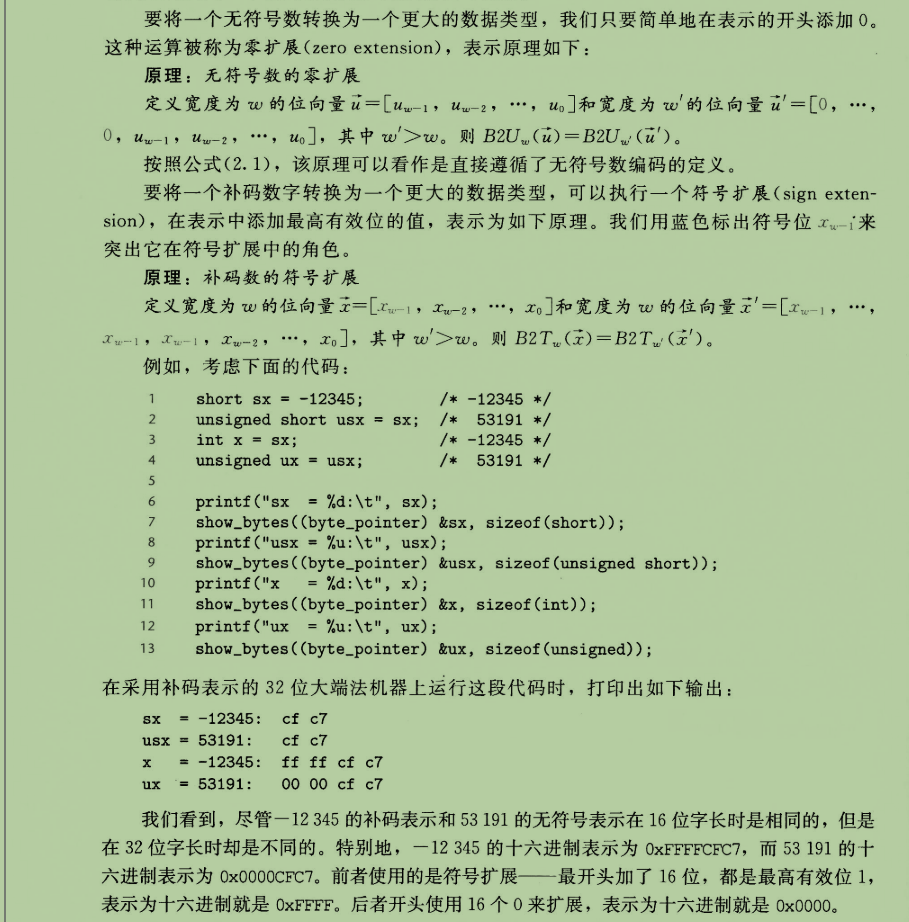 要将一个无符号数转换为一个更大的数据类型，我们只要简单地在表示的开头添加0。
这种运算被称为零扩展(zero extension)，表示原理如下：
原理：无符号数的零扩展
定义宽度为 w 的位向量 u⃗=[u_{w-1}, u_{w-2}, …, u_0]和宽度为 w′的位向量 u⃗′=[0, …,
0, u_{w-1}, u_{w-2}, …, u_0]，其中 w′>w。则 B2U_w(u⃗)=B2U_{w′}(u⃗′)。
按照公式(2.1)，该原理可以看作是直接遵循了无符号数编码的定义。
要将一个补码数字转换为一个更大的数据类型，可以执行一个符号扩展(sign exten-
sion)，在表示中添加最高有效位的值，表示为如下原理。我们用蓝色标出符号位 x_{w-1}来
突出它在符号扩展中的角色。
原理：补码数的符号扩展
定义宽度为 w 的位向量 x⃗=[x_{w-1}, x_{w-2}, …, x_0]和宽度为 w 的位向量 x⃗′=[x_{w-1}, …,
x_{w-1}, x_{w-1}, x_{w-2}, …, x_0]，其中 w′>w。则 B2T_w(x⃗)=B2T_{w′}(x⃗′)。
例如，考虑下面的代码：
1 short sx = -12345; /* -12345 */
2 unsigned short usx = sx; /* 53191 */
3 int x = sx; /* -12345 */
4 unsigned ux = usx; /* 53191 */
5
6 printf("sx = %d:\t", sx);
7 show_bytes((byte_pointer) &sx, sizeof(short));
8 printf("usx = %u:\t", usx);
9 show_bytes((byte_pointer) &usx, sizeof(unsigned short));
10 printf("x = %d:\t", x);
11 show_bytes((byte_pointer) &x, sizeof(int));
12 printf("ux = %u:\t", ux);
13 show_bytes((byte_pointer) &ux, sizeof(unsigned));
在采用补码表示的 32 位大端法机器上运行这段代码时，打印出如下输出：
sx = -12345: cf c7
usx = 53191: cf c7
x = -12345: ff ff cf c7
ux = 53191: 00 00 cf c7
我们看到，尽管－12 345 的补码表示和 53 191 的无符号表示在 16 位字长时是相同的，但是
在 32 位字长时却是不同的。特别地，－12 345 的十六进制表示为 0xFFFFCFC7，而 53 191 的十
六进制表示为 0x0000CFC7。前者使用的是符号扩展——最开头加了 16 位，都是最高有效位 1，
表示为十六进制就是 0xFFFF。后者开头使用 16 个 0 来扩展，表示为十六进制就是 0x0000。